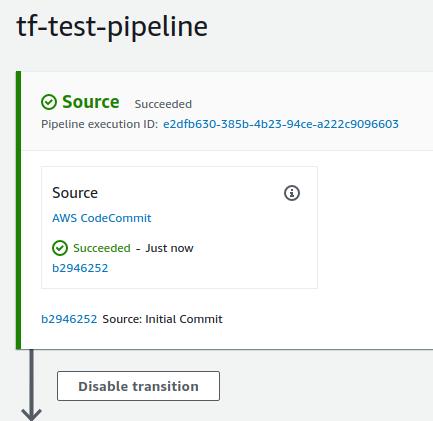 tf-test-pipeline
Source Succeeded
Pipeline execution ID: e2dfb630-385b-4b23-94ce-a222c9096603
Source
AWS CodeCommit
Succeeded - Just now
b2946252
b2946252 Source: Initial Commit
Disable transition